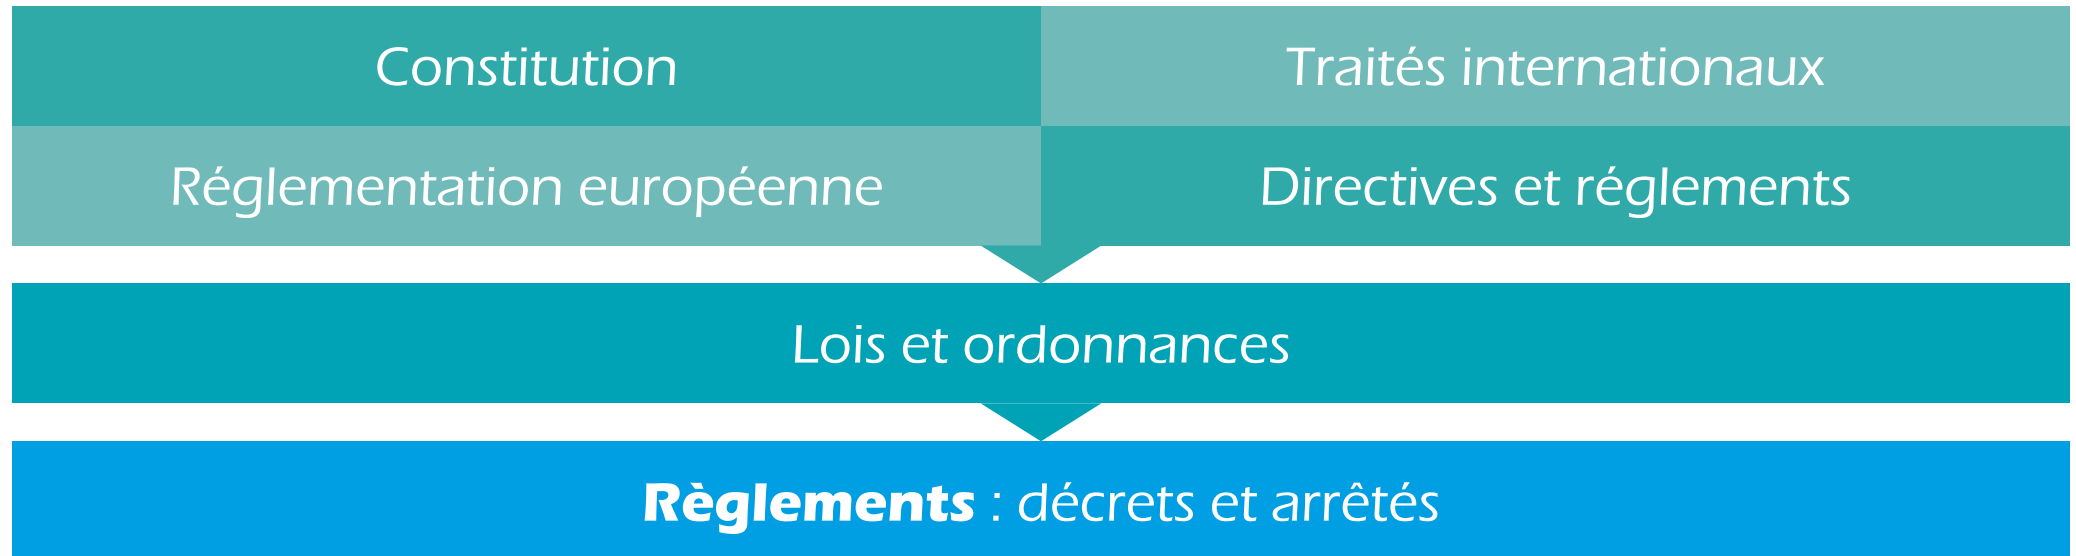 Constitution
Traités internationaux
Réglementation européenne
Directives et réglements
Lois et ordonnances
Règlements : décrets et arrêtés